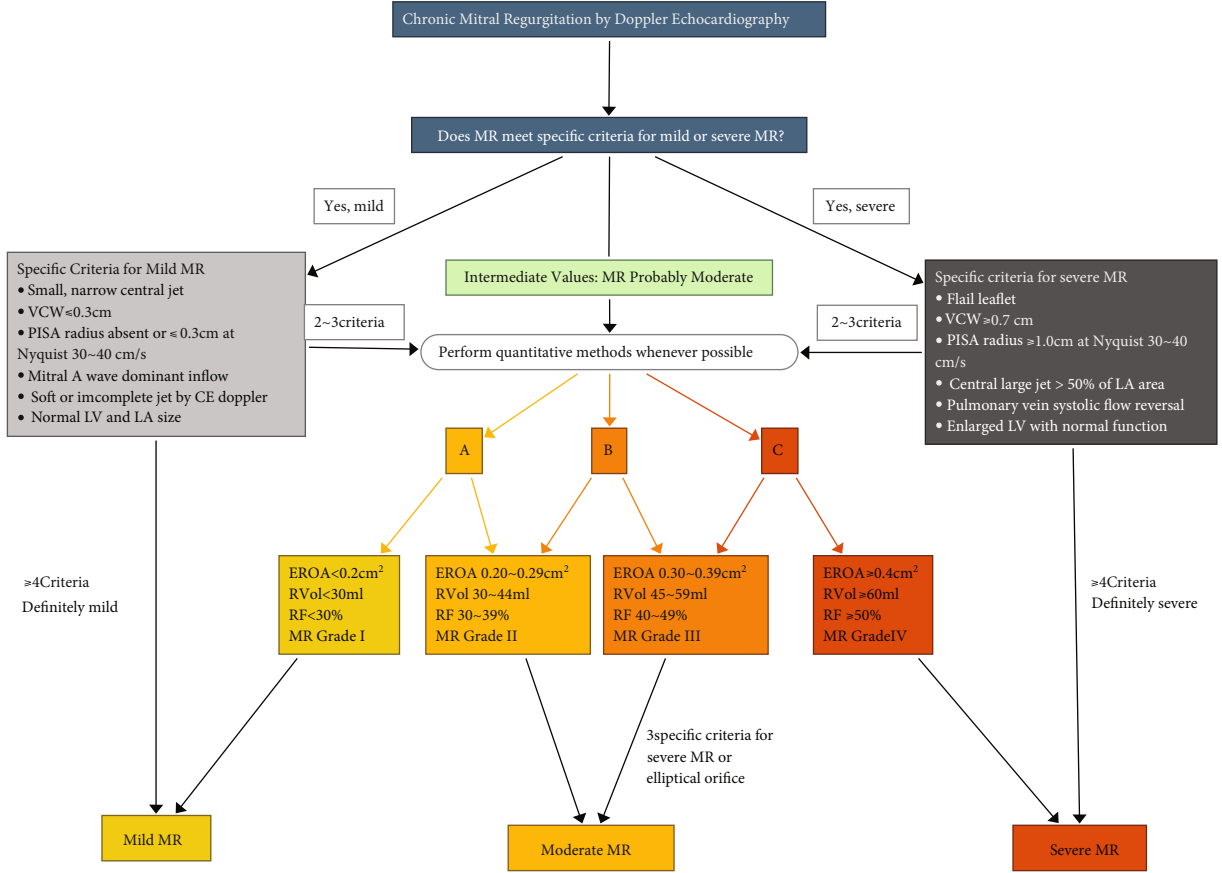 Chronic Mitral Regurgitation by Doppler Echocardiography
Does MR meet specific criteria for mild or severe MR?
Yes, mild
Yes, severe
Specific Criteria for Mild MR
• Small, narrow central jet
• VCW≤0.3cm
• PISA radius absent or ≤ 0.3cm at
Nyquist 30~40 cm/s
• Mitral A wave dominant inflow
• Soft or imcomplete jet by CE doppler
• Normal LV and LA size
Intermediate Values: MR Probably Moderate
Specific criteria for severe MR
• Flail leaflet
• VCW≥0.7 cm
• PISA radius ≥1.0cm at Nyquist 30~40
cm/s
• Central large jet > 50% of LA area
• Pulmonary vein systolic flow reversal
• Enlarged LV with normal function
2~3criteria
2~3criteria
Perform quantitative methods whenever possible
A
B
C
≥4Criteria
Definitely mild
EROA<0.2cm²
RVol<30ml
RF<30%
MR Grade I
EROA 0.20~0.29cm²
RVol 30~44ml
RF 30~39%
MR Grade II
EROA 0.30~0.39cm²
RVol 45~59ml
RF 40~49%
MR Grade III
EROA≥0.4cm²
RVol ≥60ml
RF ≥50%
MR GradeIV
≥4Criteria
Definitely severe
3specific criteria for
severe MR or
elliptical orifice
Mild MR
Moderate MR
Severe MR